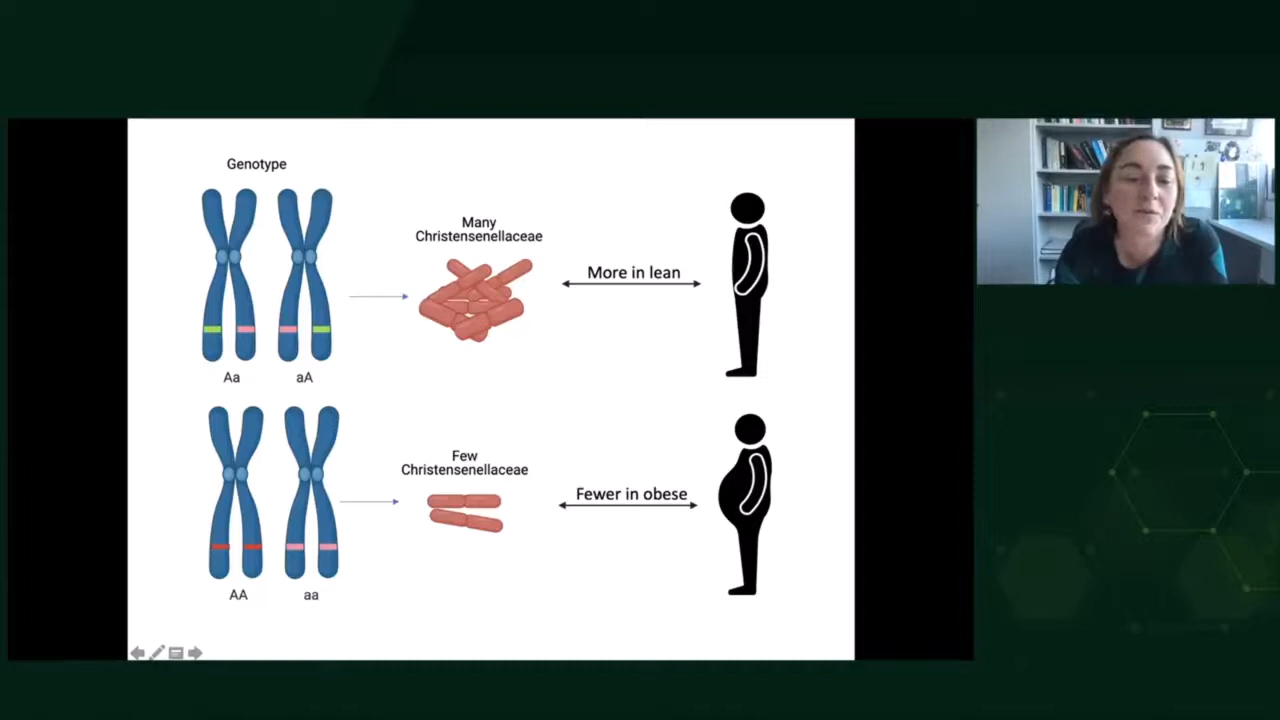 Genotype
Many
Christensenellaceae
More in lean
Aa
aA
Few
Christensenellaceae
Fewer in obese
AA
aa